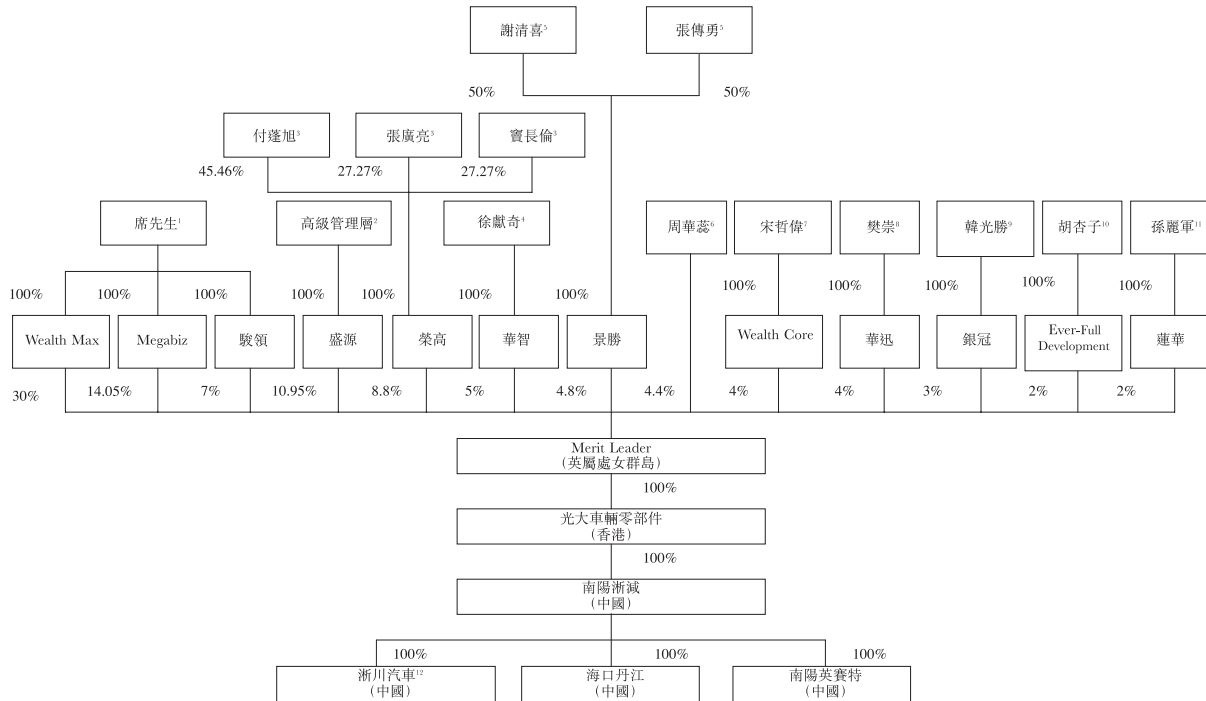 謝清喜5
張傳勇5
50%
50%
付蓬旭3
張廣亮3
竇長倫3
45.46%
27.27%
27.27%
席先生1
高級管理層2
徐獻奇4
周華蕊6
宋哲偉7
樊崇8
韓光勝9
胡杏子10
孫麗軍11
100%
100%
100%
100%
100%
100%
100%
100%
100%
100%
100%
100%
Wealth Max
Megabiz
駿領
盛源
榮高
華智
景勝
Wealth Core
華迅
銀冠
Ever-Full
Development
蓮華
30%
14.05%
7%
10.95%
8.8%
5%
4.8%
4.4%
4%
4%
3%
2%
2%
Merit Leader
(英屬處女群島)
100%
光大車輛零部件
(香港)
100%
南陽淅減
(中國)
100%
100%
100%
淅川汽車12
(中國)
海口丹江
(中國)
南陽英賽特
(中國)